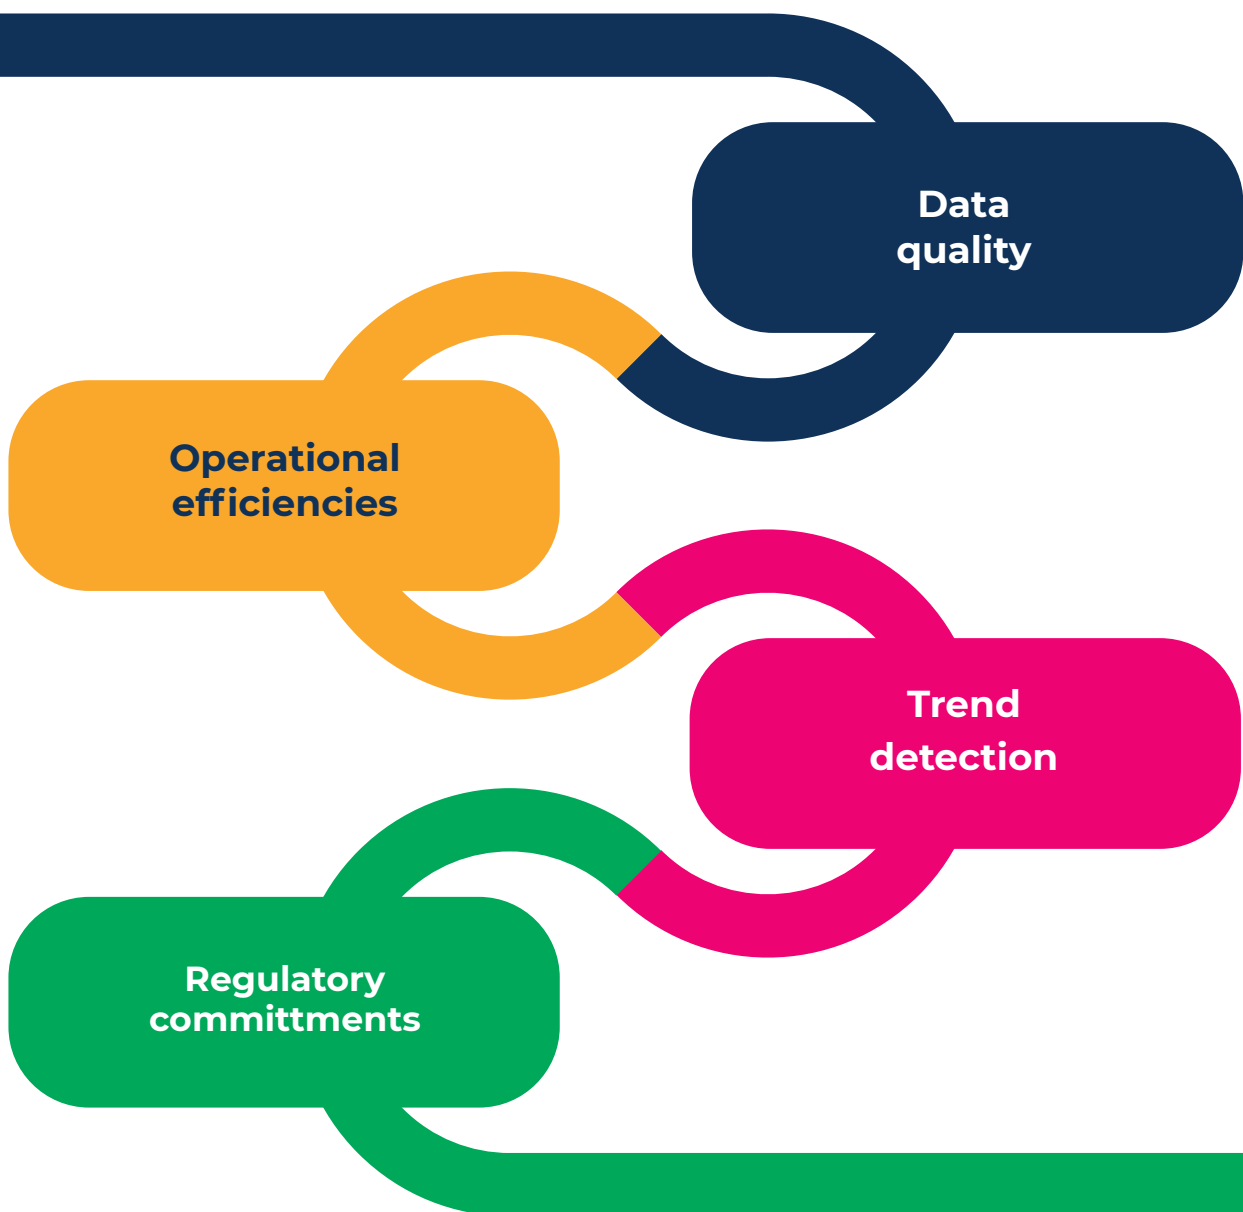 Data
quality
Operational
efficiencies
Trend
detection
Regulatory
committments